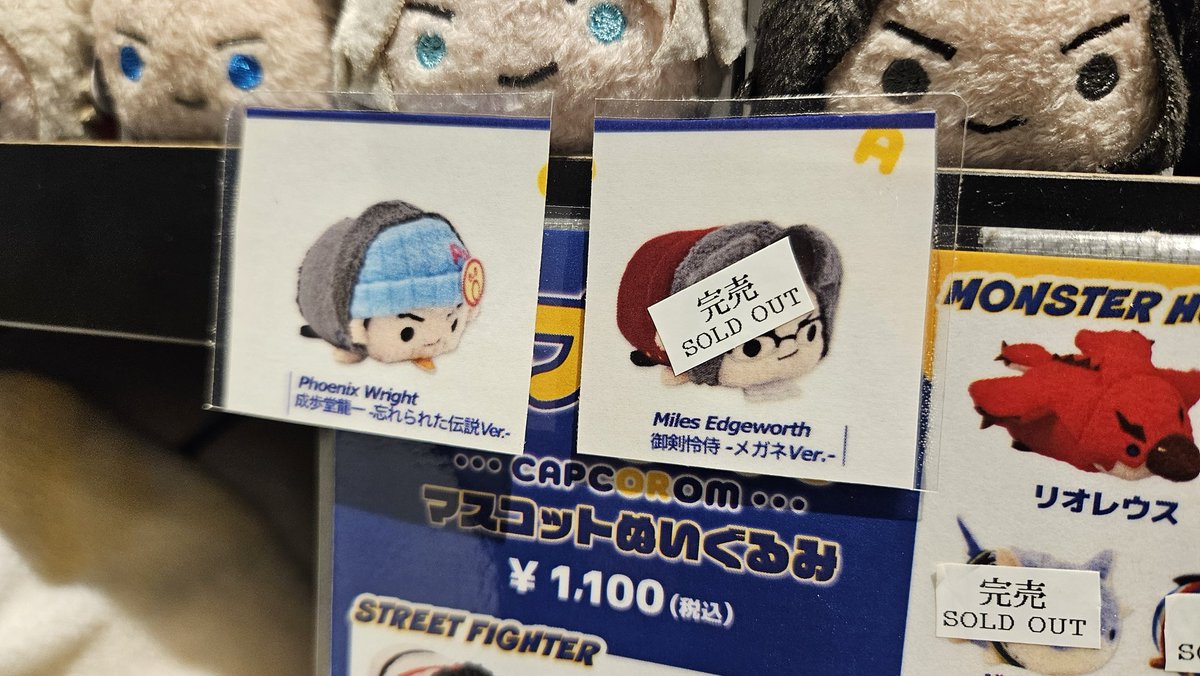 A
完売
SOLD OUT
Phoenix Wright
成歩堂龍一 -忘れられた伝説Ver.-
Miles Edgeworth
御剣怜侍 -メガネVer.-
••• CAPCOROM •••
マスコットぬいぐるみ
¥ 1,100(税込)
STREET FIGHTER
MONSTER
リオレウス
完売
SOLD OUT